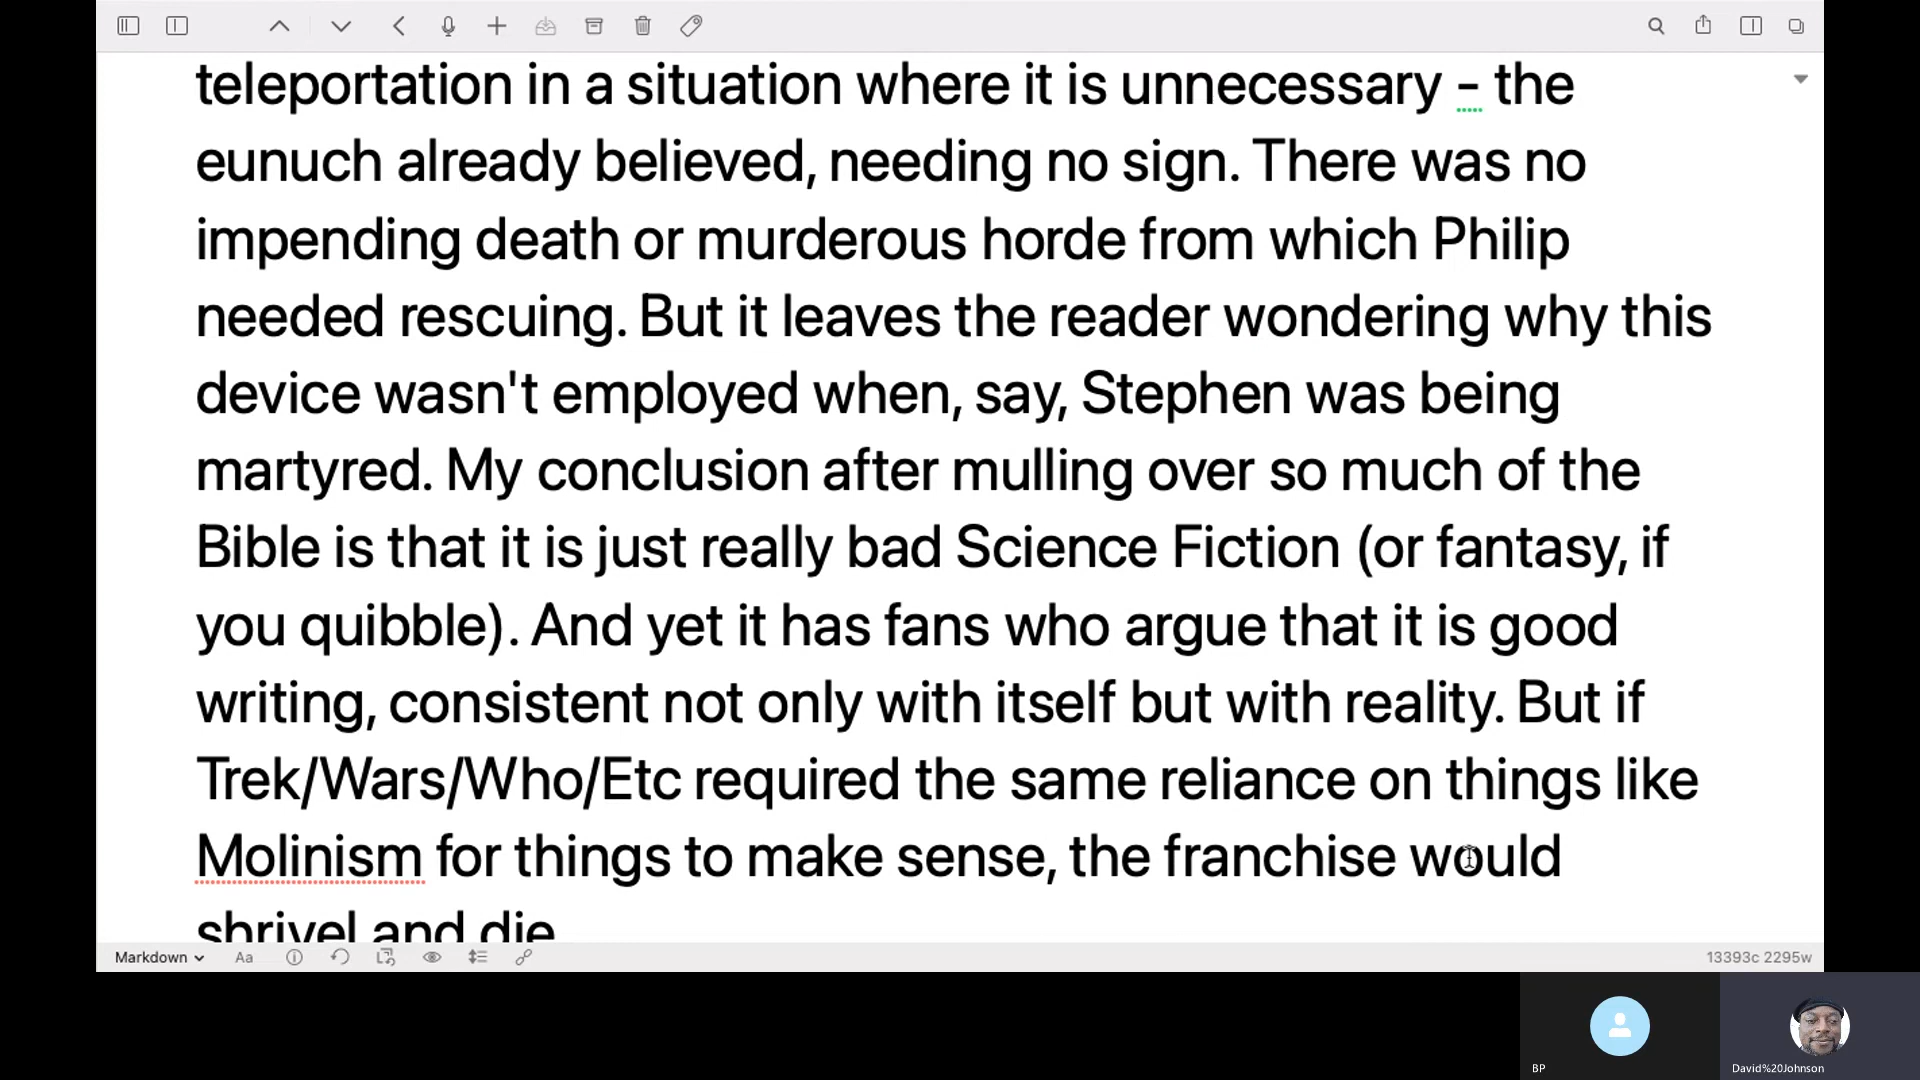 teleportation in a situation where it is unnecessary - the
eunuch already believed, needing no sign. There was no
impending death or murderous horde from which Philip
needed rescuing. But it leaves the reader wondering why this
device wasn't employed when, say, Stephen was being
martyred. My conclusion after mulling over so much of the
Bible is that it is just really bad Science Fiction (or fantasy, if
you quibble). And yet it has fans who argue that it is good
writing, consistent not only with itself but with reality. But if
Trek/Wars/Who/Etc required the same reliance on things like
Molinism for things to make sense, the franchise would
shrivel and die
Markdown
Aa
13393c 2295w
BP
David%20Johnson